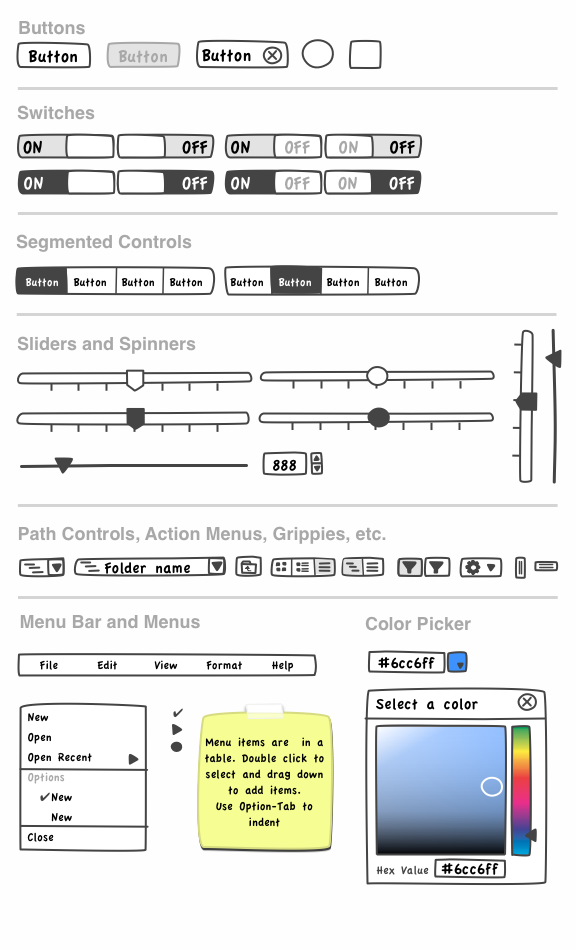 Buttons
Button Button Button
Switches
ON OFF ON OFF ON OFF
ON OFF ON OFF ON OFF
Segmented Controls
Button Button Button Button Button Button Button Button
Sliders and Spinners
888
Path Controls, Action Menus, Grippies, etc.
Folder name
Menu Bar and Menus
File Edit View Format Help
New
Open
Open Recent
Options
✔New
New
Close
Menu items are in a
table. Double click to
select and drag down
to add items.
Use Option-Tab to
indent
Color Picker
#6cc6ff
Select a color
Hex Value #6cc6ff